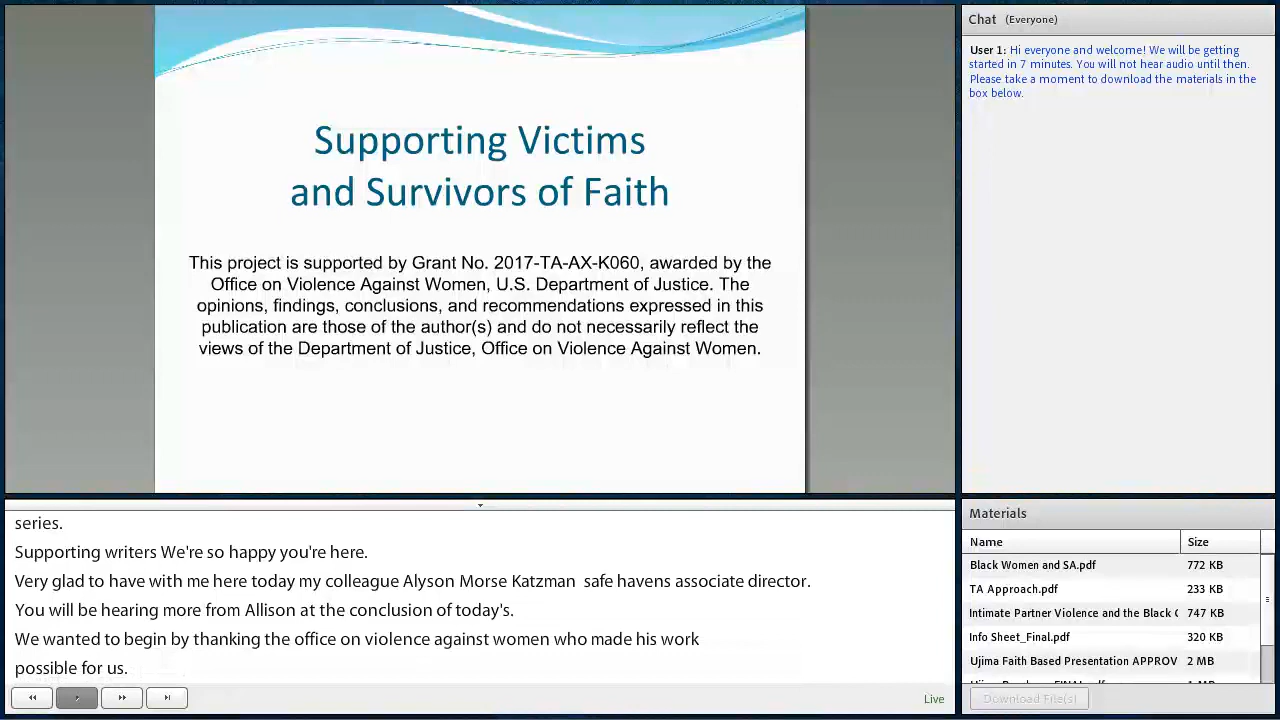 Supporting Victims
and Survivors of Faith
This project is supported by Grant No. 2017-TA-AX-K060, awarded by the
Office on Violence Against Women, U.S. Department of Justice. The
opinions, findings, conclusions, and recommendations expressed in this
publication are those of the author(s) and do not necessarily reflect the
views of the Department of Justice, Office on Violence Against Women.
series.
Supporting writers We're so happy you're here.
Very glad to have with me here today my colleague Alyson Morse Katzman  safe havens associate director.
You will be hearing more from Allison at the conclusion of today's.
We wanted to begin by thanking the office on violence against women who made his work
possible for us.
Live
Chat (Everyone)
User 1: Hi everyone and welcome! We will be getting
started in 7 minutes. You will not hear audio until then.
Please take a moment to download the materials in the
box below.
Materials
Name Size
Black Women and SA.pdf 772 KB
TA Approach.pdf 233 KB
Intimate Partner Violence and the Black 747 KB
Info Sheet_Final.pdf 320 KB
Ujima Faith Based Presentation APPROV 2 MB
Download File(s)